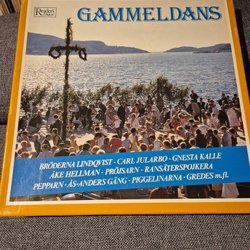 Reader's Digest
GAMMELDANS
BRÖDERNA LINDQVIST · CARL JULARBO · GNESTA KALLE
ÅKE HELLMAN · PRÖJSARN · RANSÄTERSPOJKERA
PEPPARN · ÅS-ANDERS GÄNG · PIGGELINARNA · GREDES m.fl.